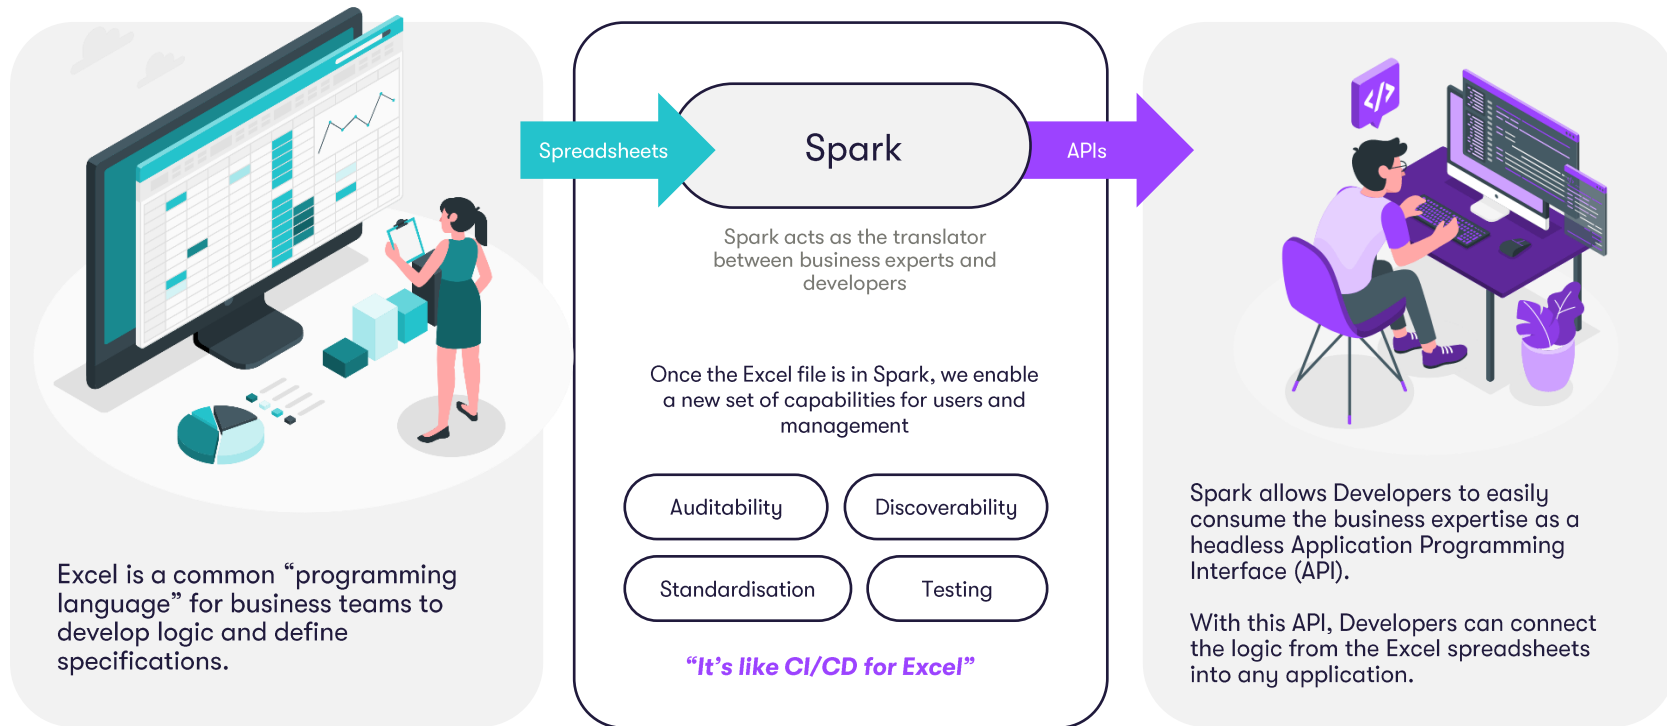 Spreadsheets
Spark
APIs
Spark acts as the translator
between business experts and
developers
Once the Excel file is in Spark, we enable
a new set of capabilities for users and
management
Auditability
Discoverability
Standardisation
Testing
“It’s like CI/CD for Excel”
Excel is a common “programming
language” for business teams to
develop logic and define
specifications.
</>
Spark allows Developers to easily
consume the business expertise as a
headless Application Programming
Interface (API).
With this API, Developers can connect
the logic from the Excel spreadsheets
into any application.